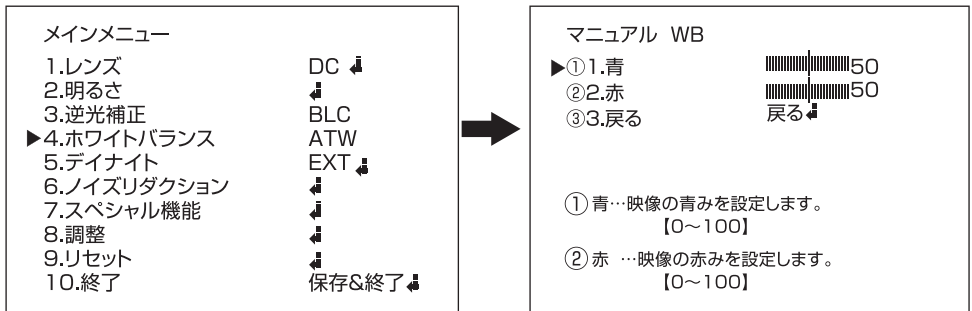 メインメニュー
1.レンズ DC ↲
2.明るさ ↲
3.逆光補正 BLC
▶4.ホワイトバランス ATW
5.デイナイト EXT ↲
6.ノイズリダクション ↲
7.スペシャル機能 ↲
8.調整 ↲
9.リセット ↲
10.終了 保存&終了↲
マニュアル WB
▶①1.青 50
②2.赤 50
③3.戻る 戻る↲
①青…映像の青みを設定します。
【0～100】
②赤 …映像の赤みを設定します。
【0～100】